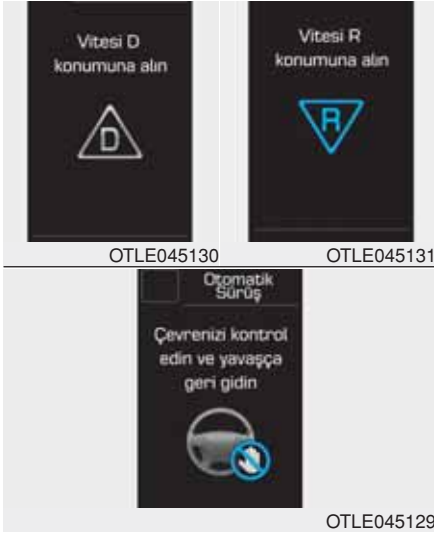 Vitesi D
konumuna alın
D
OTLE045130
Vitesi R
konumuna alın
R
OTLE045131
Otomatik
Sürüş
Çevrenizi kontrol
edin ve yavaşça
geri gidin
OTLE045129